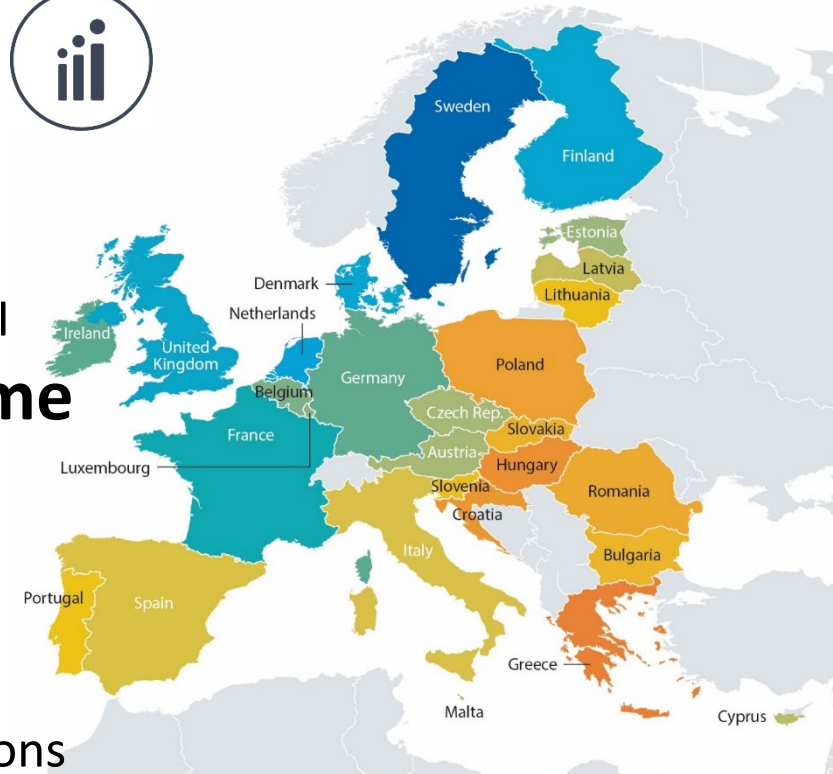 Sweden
Finland
Estonia
Latvia
Lithuania
Denmark
Netherlands
l
Ireland
United
Kingdom
Poland
Germany
me
Belgium
Czech Rep.
France
Slovakia
Austria
Luxembourg
Hungary
Slovenia
Romania
Croatia
Italy
Bulgaria
Portugal
Spain
Greece
Malta
Cyprus
ons